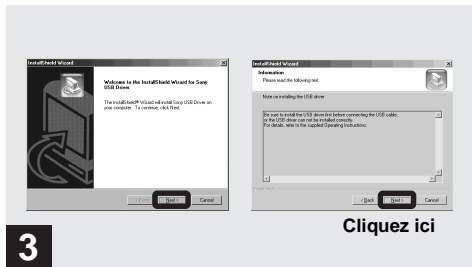 InstallShield Wizard
Welcome to the InstallShield Wizard for Sony
USB Driver
The InstallShield® Wizard will install Sony USB Driver on
your computer. To continue, click Next.
< Back Next > Cancel
InstallShield Wizard
Information
Please read the following text.
Note on installing the USB driver
Be sure to install the USB driver first before connecting the USB cable,
or the USB driver can not be installed correctly.
For details, refer to the supplied Operating Instructions.
InstallShield
< Back Next > Cancel
Cliquez ici
3